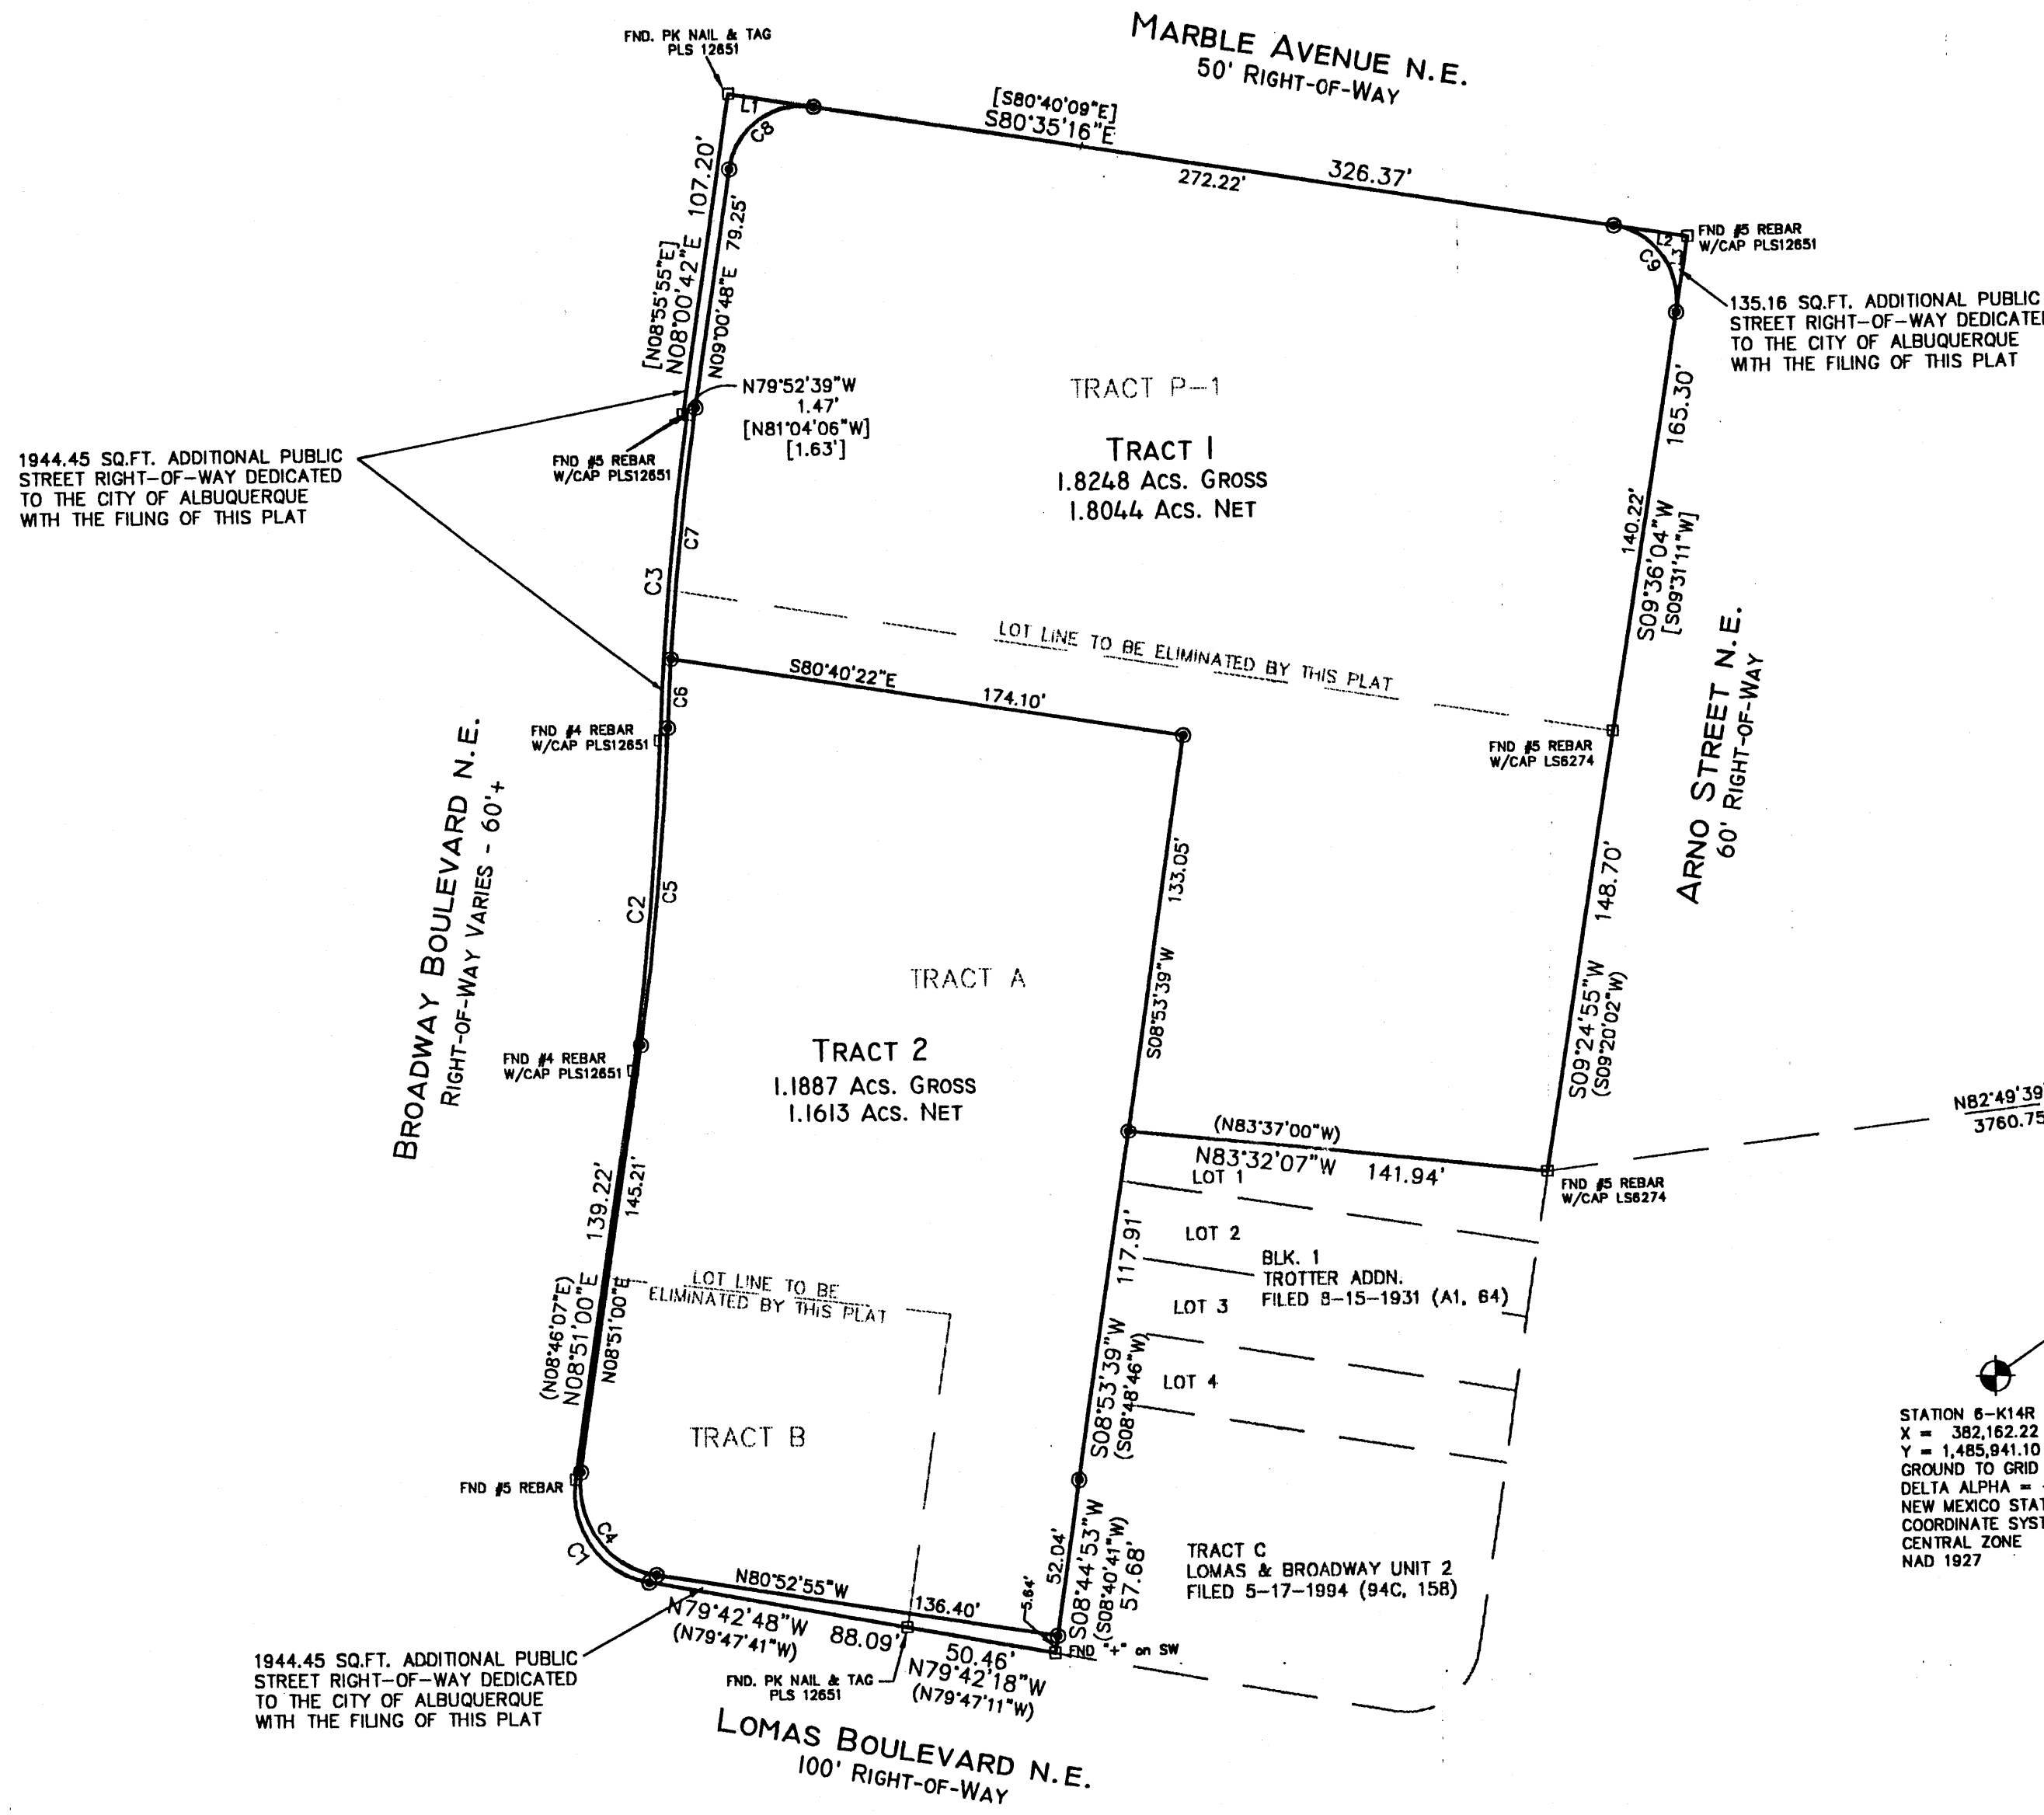 MARBLE AVENUE N.E.
50' RIGHT-OF-WAY
FND. PK NAIL & TAG
PLS 12651
L1
C8
[S80°40'09"E]
S80°35'16"E
326.37'
272.22'
L2
L3
C9
FND #5 REBAR
W/CAP PLS12651
135.16 SQ.FT. ADDITIONAL PUBLIC
STREET RIGHT-OF-WAY DEDICATED
TO THE CITY OF ALBUQUERQUE
WITH THE FILING OF THIS PLAT
107.20'
N08°00'42"E
[N08°55'55"E]
79.25'
N09°00'48"E
N79°52'39"W
1.47'
[N81°04'06"W]
[1.63']
FND #5 REBAR
W/CAP PLS12651
1944.45 SQ.FT. ADDITIONAL PUBLIC
STREET RIGHT-OF-WAY DEDICATED
TO THE CITY OF ALBUQUERQUE
WITH THE FILING OF THIS PLAT
TRACT P-1
TRACT 1
1.8248 ACS. GROSS
1.8044 ACS. NET
165.30'
140.22'
S09°36'04"W
[S09°31'11"W]
C7
C3
LOT LINE TO BE ELIMINATED BY THIS PLAT
S80°40'22"E
174.10'
C6
FND #4 REBAR
W/CAP PLS12651
FND #5 REBAR
W/CAP LS6274
ARNO STREET N.E.
60' RIGHT-OF-WAY
BROADWAY BOULEVARD N.E.
RIGHT-OF-WAY VARIES - 60'+
C2
C5
133.05'
S08°53'39"W
148.70'
S09°24'55"W
(S09°20'02"W)
TRACT A
TRACT 2
1.1887 ACS. GROSS
1.1613 ACS. NET
FND #4 REBAR
W/CAP PLS12651
(N83°37'00"W)
N83°32'07"W
141.94'
N82°49'39
3760.75
FND #5 REBAR
W/CAP LS6274
LOT 1
LOT 2
BLK. 1
TROTTER ADDN.
FILED 8-15-1931 (A1, 64)
LOT 3
LOT 4
117.91'
S08°53'39"W
(S08°48'46"W)
139.22'
145.21'
N08°51'00"E
(N08°46'07"E)
N08°51'00"E
LOT LINE TO BE
ELIMINATED BY THIS PLAT
TRACT B
FND #5 REBAR
C4
C1
N80°52'55"W
136.40'
N79°42'48"W
(N79°47'41"W)
88.09'
50.46'
N79°42'18"W
(N79°47'11"W)
5.64'
52.04'
S08°44'53"W
(S08°40'41"W)
57.68'
FND "+" on SW
FND. PK NAIL & TAG
PLS 12651
TRACT C
LOMAS & BROADWAY UNIT 2
FILED 5-17-1994 (94C, 158)
STATION 6-K14R
X = 382,162.22
Y = 1,485,941.10
GROUND TO GRID
DELTA ALPHA =
NEW MEXICO STAT
COORDINATE SYST
CENTRAL ZONE
NAD 1927
1944.45 SQ.FT. ADDITIONAL PUBLIC
STREET RIGHT-OF-WAY DEDICATED
TO THE CITY OF ALBUQUERQUE
WITH THE FILING OF THIS PLAT
LOMAS BOULEVARD N.E.
100' RIGHT-OF-WAY